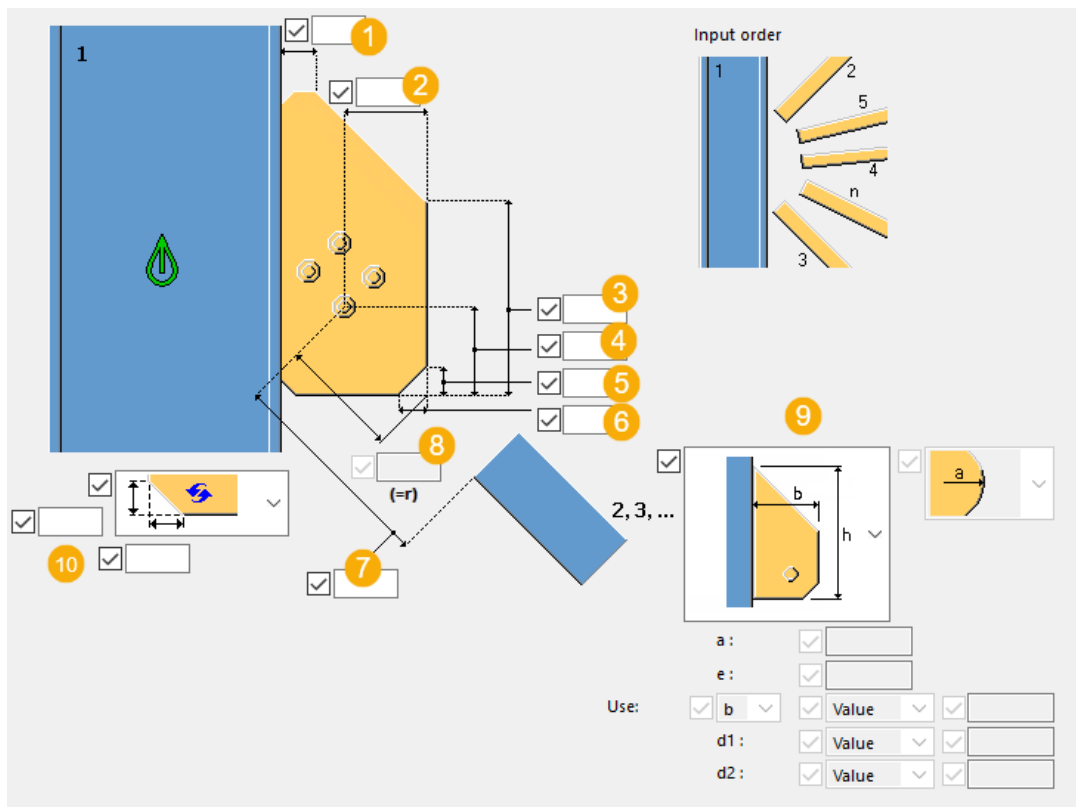 1
1
Input order
2
1
2
5
4
n
3
3
4
5
6
8
(=r)
9
2, 3, ...
b
h
a
10
7
a :
e :
Use:
b
Value
d1 :
Value
d2 :
Value